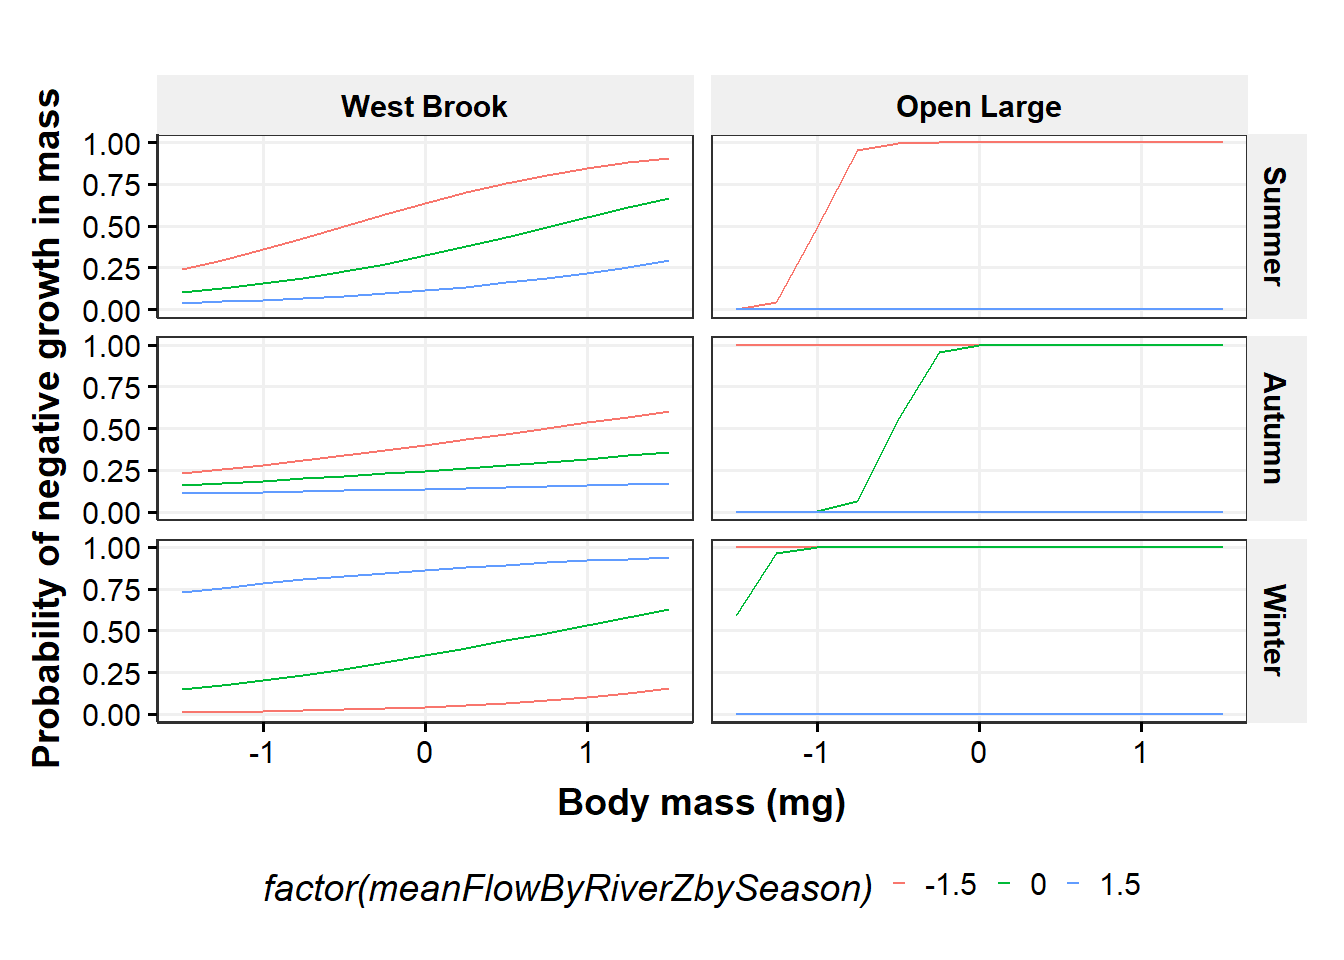 West Brook
Open Large
Probability of negative growth in mass
1.00
0.75
0.50
0.25
0.00
Summer
1.00
0.75
0.50
0.25
0.00
Autumn
1.00
0.75
0.50
0.25
0.00
Winter
-1 0 1
-1 0 1
Body mass (mg)
factor(meanFlowByRiverZbySeason) -1.5 0 1.5